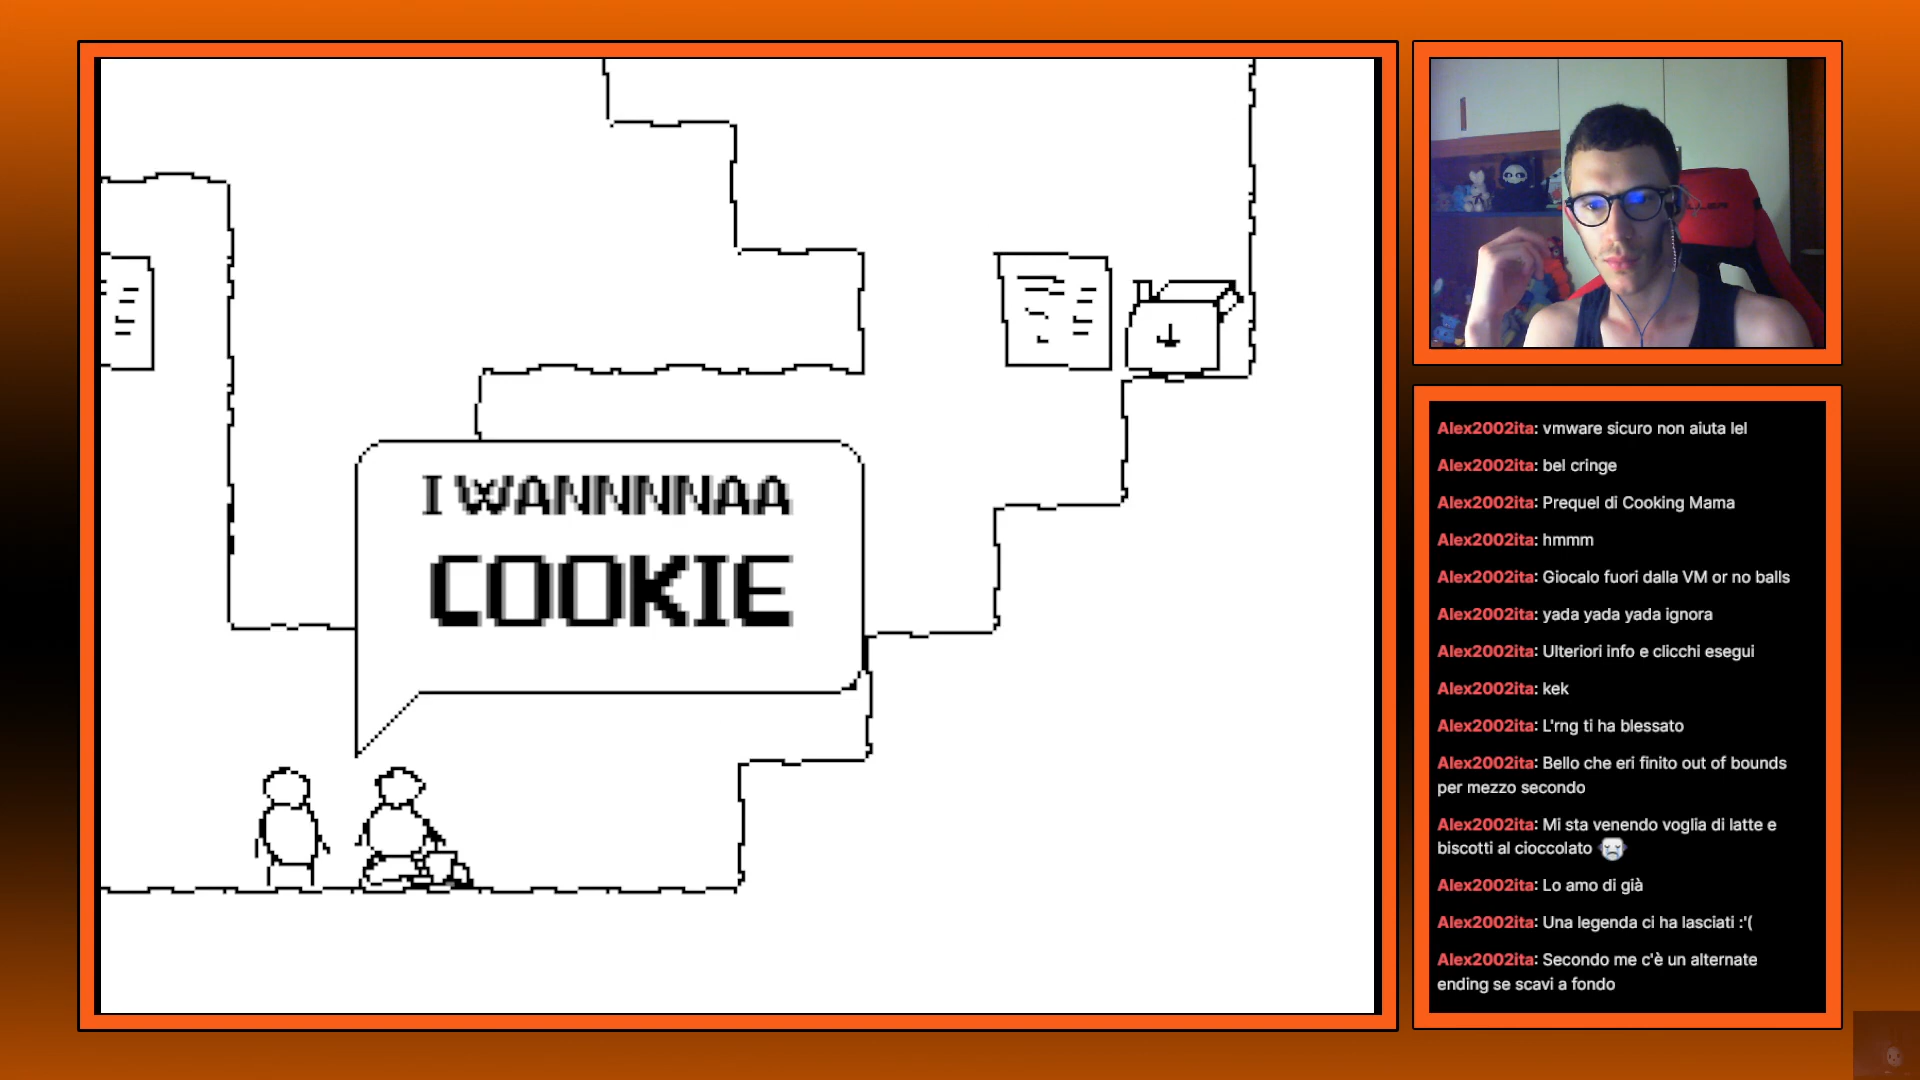 I WANNNNAA
COOKIE
Alex2002ita: vmware sicuro non aiuta lel
Alex2002ita: bel cringe
Alex2002ita: Prequel di Cooking Mama
Alex2002ita: hmmm
Alex2002ita: Giocalo fuori dalla VM or no balls
Alex2002ita: yada yada yada ignora
Alex2002ita: Ulteriori info e clicchi esegui
Alex2002ita: kek
Alex2002ita: L'rng ti ha blessato
Alex2002ita: Bello che eri finito out of bounds
per mezzo secondo
Alex2002ita: Mi sta venendo voglia di latte e
biscotti al cioccolato
Alex2002ita: Lo amo di già
Alex2002ita: Una legenda ci ha lasciati :'(
Alex2002ita: Secondo me c'è un alternate
ending se scavi a fondo